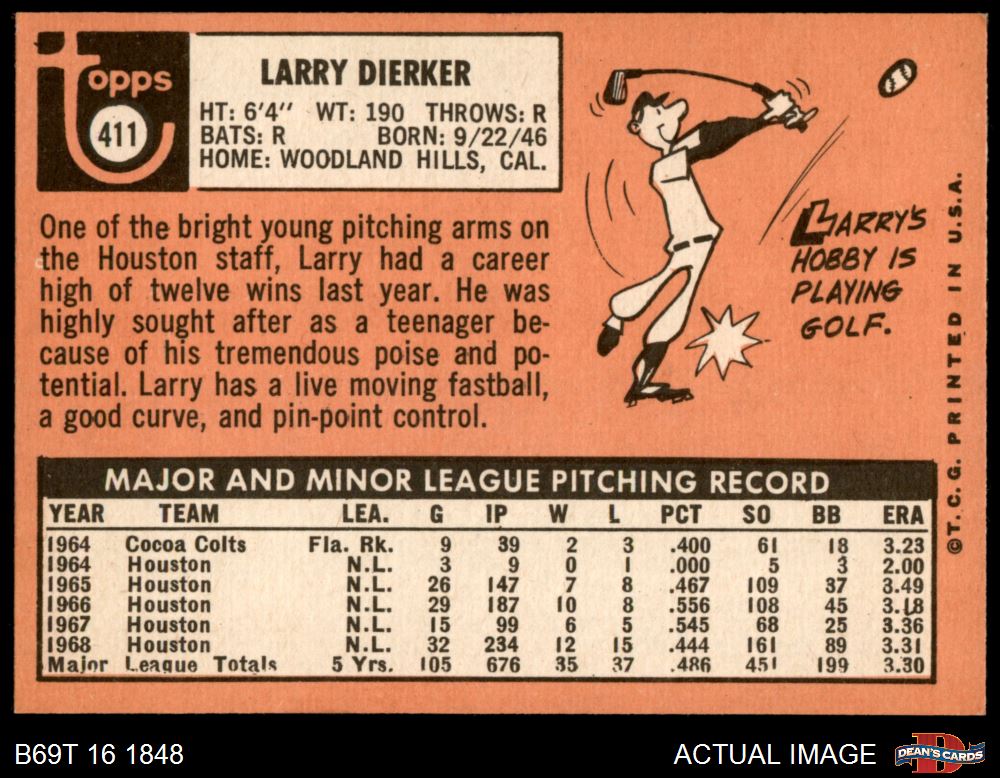 topps
411
LARRY DIERKER
HT: 6'4" WT: 190 THROWS: R
BATS: R BORN: 9/22/46
HOME: WOODLAND HILLS, CAL.
One of the bright young pitching arms on
the Houston staff, Larry had a career
high of twelve wins last year. He was
highly sought after as a teenager be-
cause of his tremendous poise and po-
tential. Larry has a live moving fastball,
a good curve, and pin-point control.
LARRY'S
HOBBY IS
PLAYING
GOLF.
©T. C. G. PRINTED IN U.S.A.
MAJOR AND MINOR LEAGUE PITCHING RECORD
YEAR TEAM LEA. G IP W L PCT SO BB ERA
1964 Cocoa Colts Fla. Rk. 9 39 2 3 .400 61 18 3.23
1964 Houston N.L. 3 9 0 1 .000 5 3 2.00
1965 Houston N.L. 26 147 7 8 .467 109 37 3.49
1966 Houston N.L. 29 187 10 8 .556 108 45 3.18
1967 Houston N.L. 15 99 6 5 .545 68 25 3.36
1968 Houston N.L. 32 234 12 15 .444 161 89 3.31
Major League Totals 5 Yrs. 105 676 35 37 .486 451 199 3.30
B69T 16 1848
ACTUAL IMAGE
DEAN'S CARDS